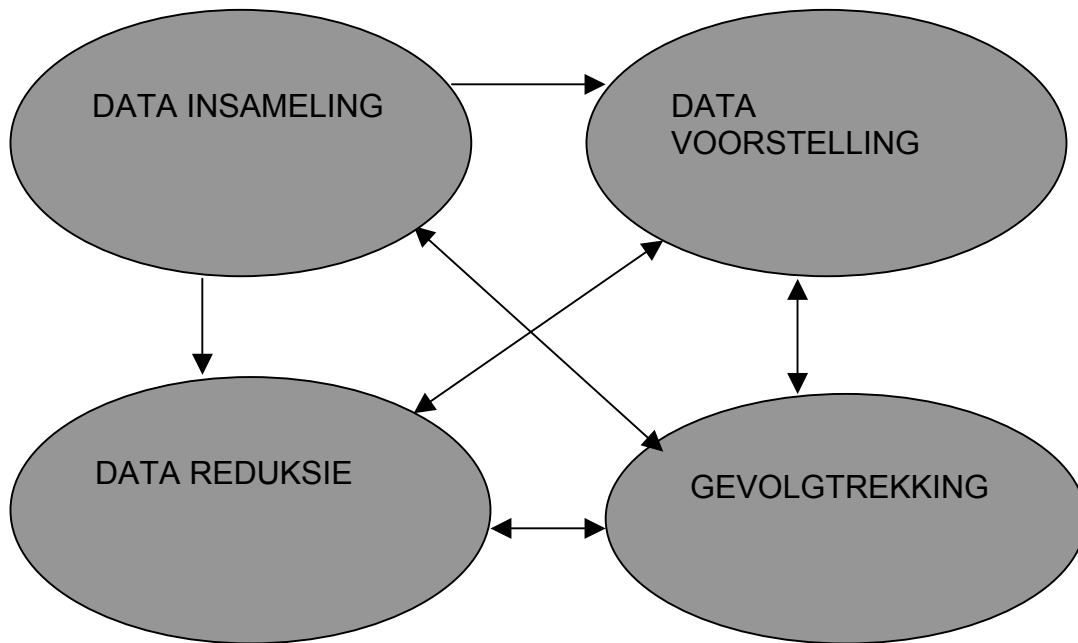 DATA INSAMELING
DATA
VOORSTELLING
DATA REDUKSIE
GEVOLGTREKKING